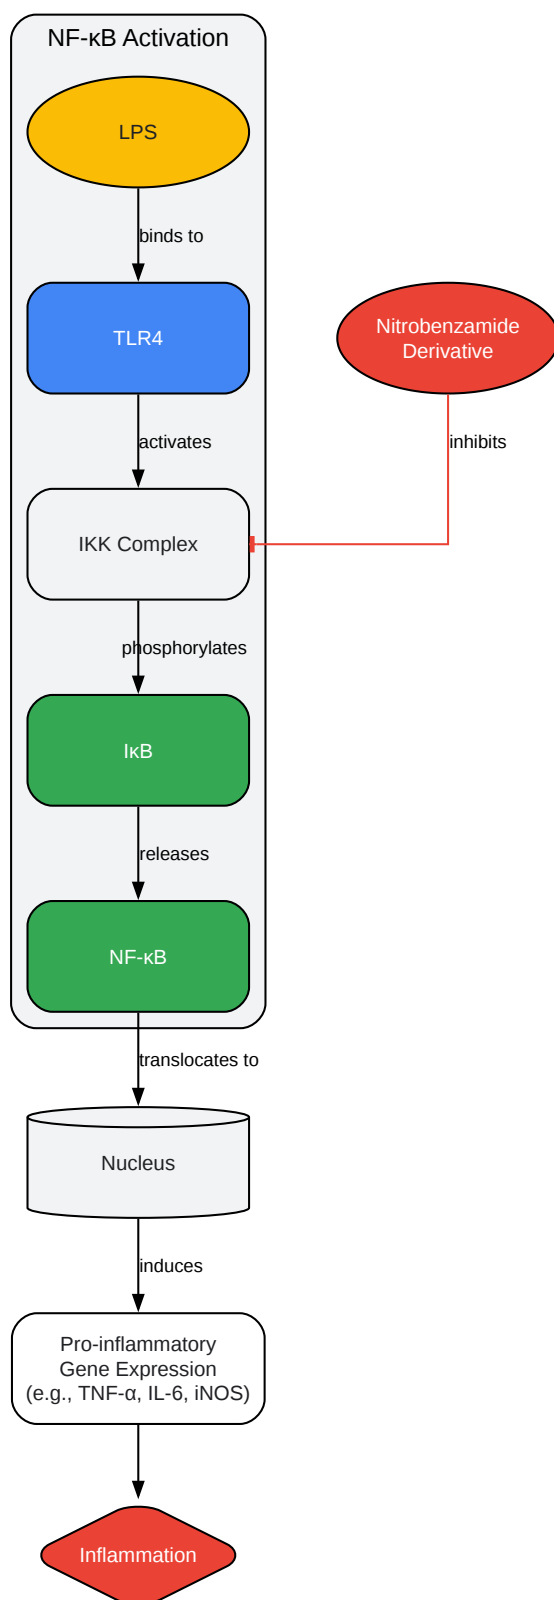 NF-κB Activation
LPS
binds to
TLR4
Nitrobenzamide
Derivative
activates
inhibits
IKK Complex
phosphorylates
IκB
releases
NF-κB
translocates to
Nucleus
induces
Pro-inflammatory
Gene Expression
(e.g., TNF-α, IL-6, iNOS)
Inflammation